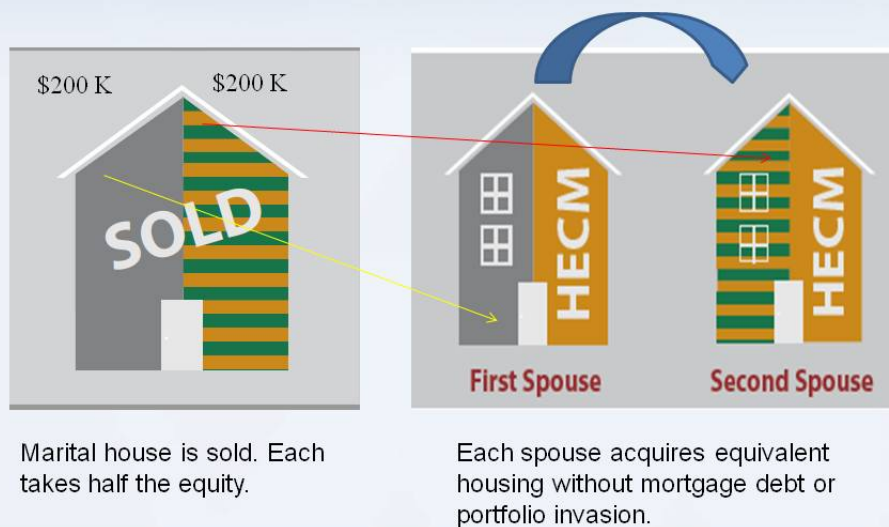 $200 K
$200 K
SOLD
HECM
HECM
First Spouse
Second Spouse
Marital house is sold. Each
takes half the equity.
Each spouse acquires equivalent
housing without mortgage debt or
portfolio invasion.